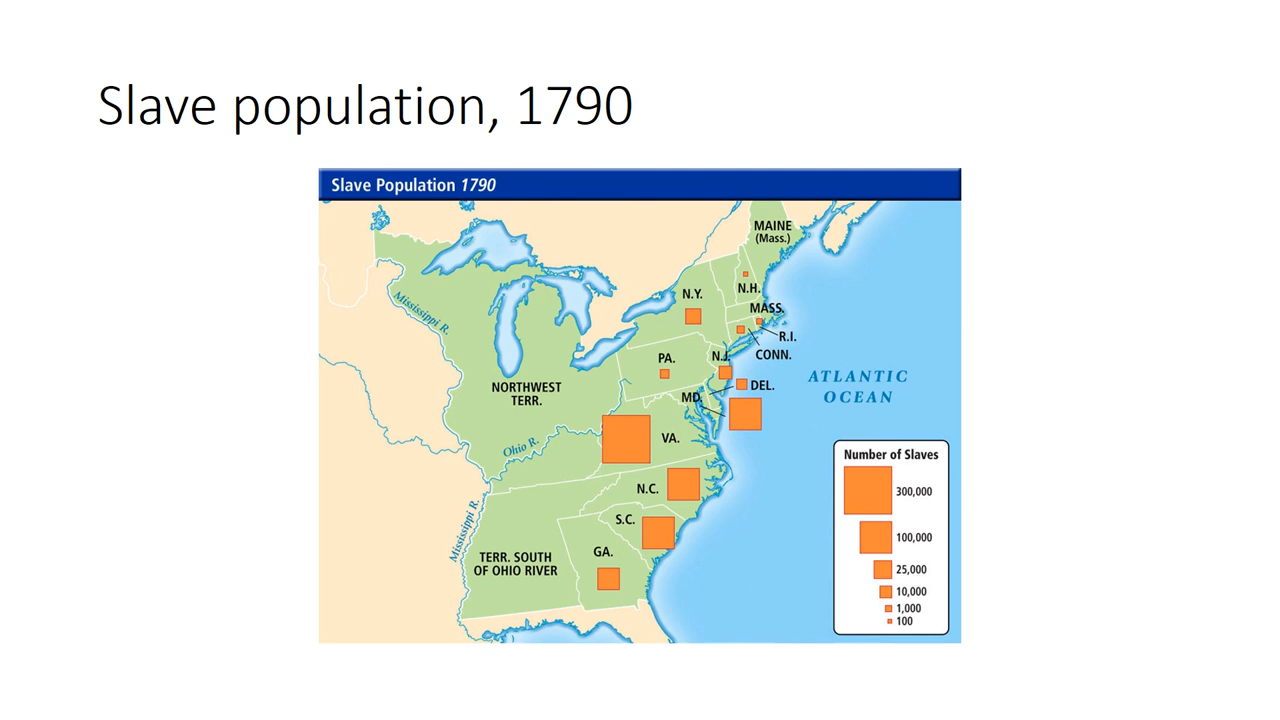 Slave population, 1790
Slave Population 1790
MAINE
(Mass.)
N.Y.
N.H.
MASS.
R.I.
CONN.
Mississippi R.
PA.
N.J.
DEL.
MD.
NORTHWEST
TERR.
ATLANTIC
OCEAN
Ohio R.
VA.
N.C.
S.C.
GA.
Mississippi R.
TERR. SOUTH
OF OHIO RIVER
Number of Slaves
300,000
100,000
25,000
10,000
1,000
100